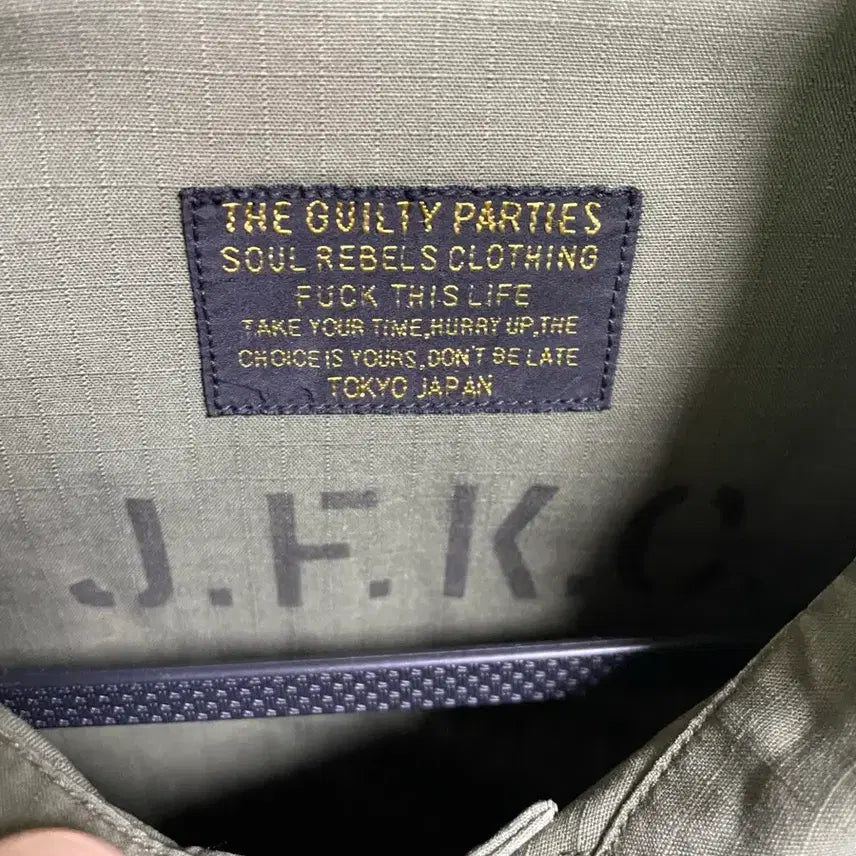 THE GUILTY PARTIES
SOUL REBELS CLOTHING
FUCK THIS LIFE
TAKE YOUR TIME,HURRY UP,THE
CHOICE IS YOURS,DON'T BE LATE
TOKYO JAPAN
J.F.K.C.